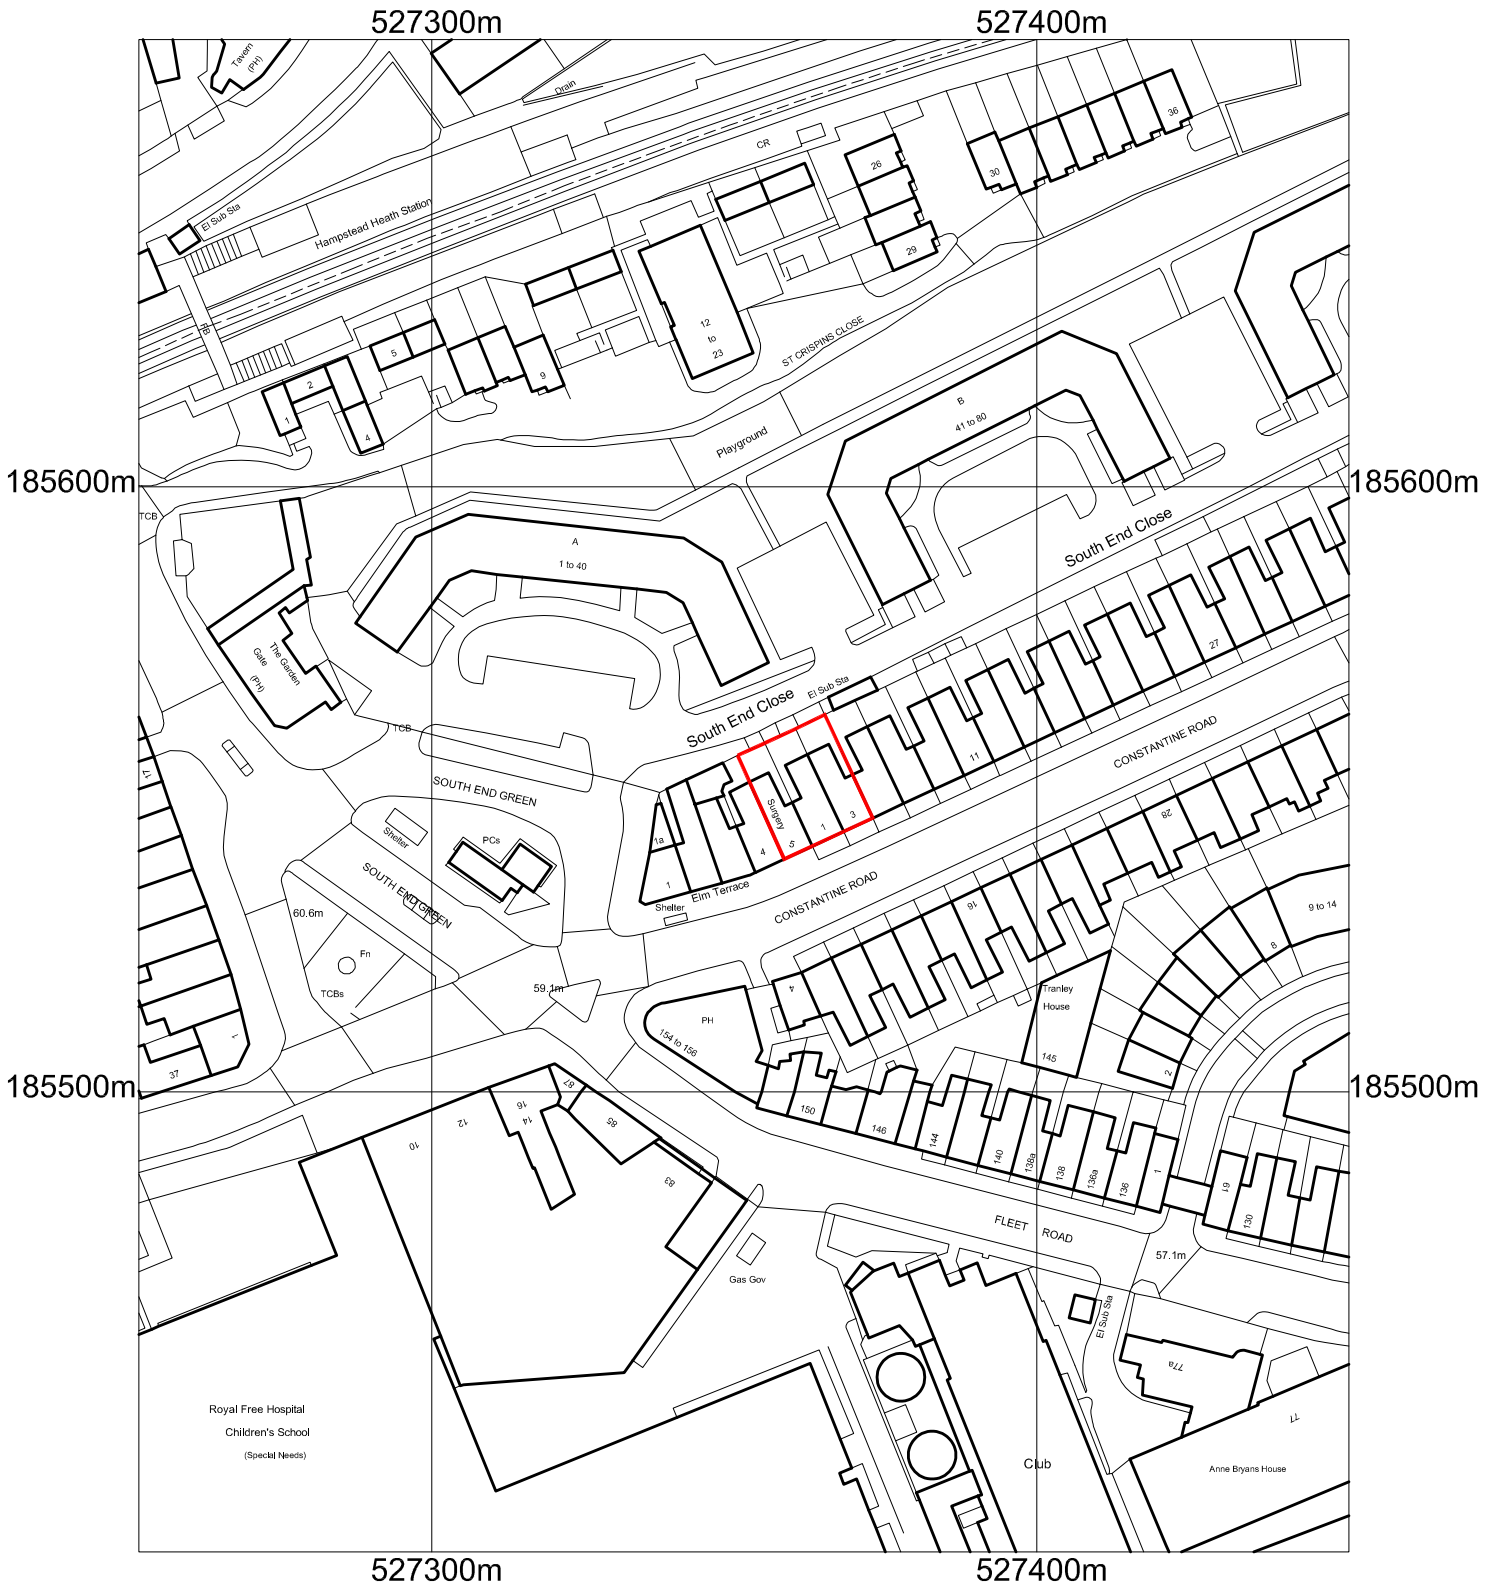 527300m
527400m
Tavern
(PH)
Drain
CR
36
26
30
El Sub Sta
Hampstead Heath Station
29
FB
12
to
23
ST CRISPINS CLOSE
5
2
9
1
4
B
41 to 80
Playground
185600m
185600m
TCB
South End Close
A
1 to 40
27
The Garden
Gate
(PH)
El Sub Sta
South End Close
TCB
11
CONSTANTINE ROAD
17
SOUTH END GREEN
Surgery
28
Shelter
PCs
1a
1
3
5
4
SOUTH END GREEN
1
Elm Terrace
CONSTANTINE ROAD
Shelter
16
60.6m
9 to 14
8
Fn
TCBs
59.1m
4
Tranley
House
PH
154 to 156
1
37
145
2
185500m
185500m
87
16
14
12
10
85
150
146
144
140
138a
138
136a
136
1
83
61
130
FLEET ROAD
57.1m
Gas Gov
El Sub Sta
77a
Royal Free Hospital
Children's School
(Special Needs)
77
Club
Anne Bryans House
527300m
527400m